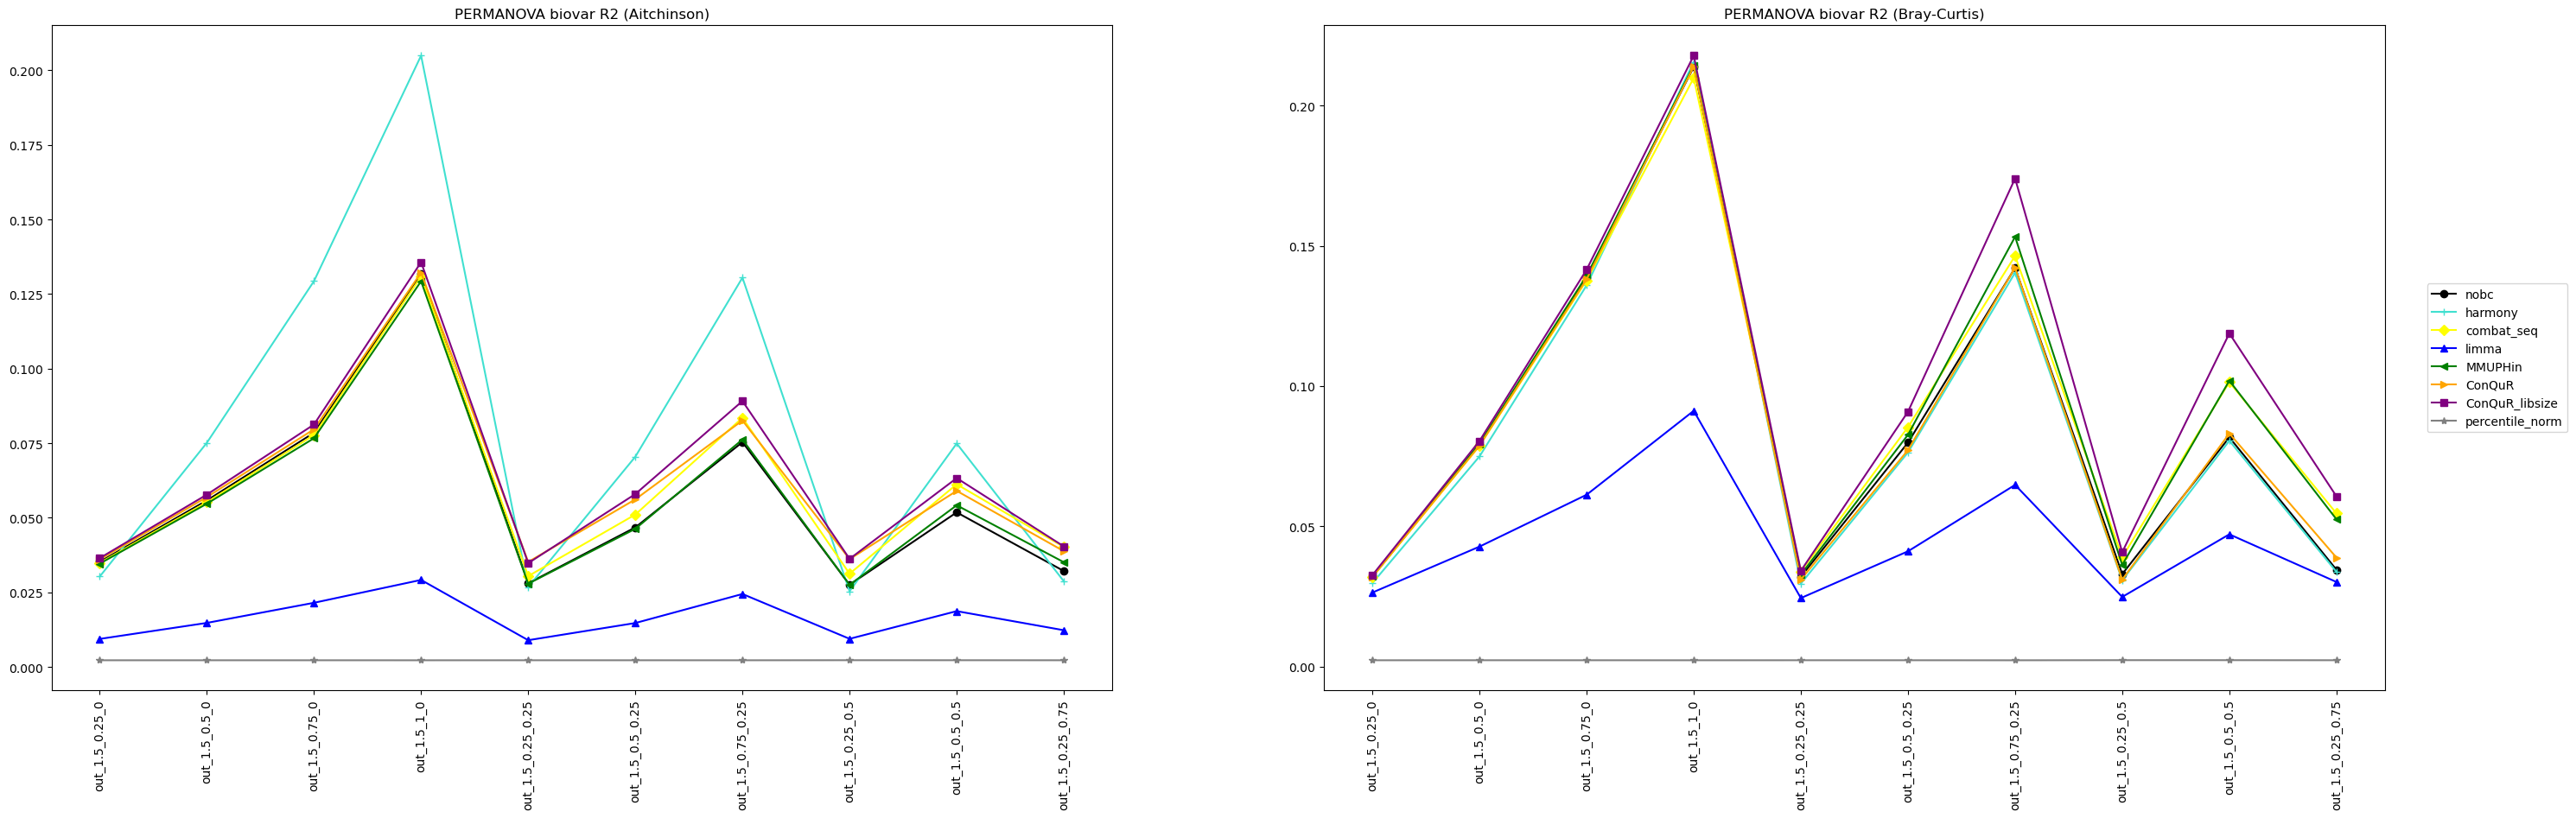 PERMANOVA biovar R2 (Aitchinson)
0.200
0.175
0.150
0.125
0.100
0.075
0.050
0.025
0.000
out_1.5_0.25_0
out_1.5_0.5_0
out_1.5_0.75_0
out_1.5_1_0
out_1.5_0.25_0.25
out_1.5_0.5_0.25
out_1.5_0.75_0.25
out_1.5_0.25_0.5
out_1.5_0.5_0.5
out_1.5_0.25_0.75
PERMANOVA biovar R2 (Bray-Curtis)
0.20
0.15
0.10
0.05
0.00
out_1.5_0.25_0
out_1.5_0.5_0
out_1.5_0.75_0
out_1.5_1_0
out_1.5_0.25_0.25
out_1.5_0.5_0.25
out_1.5_0.75_0.25
out_1.5_0.25_0.5
out_1.5_0.5_0.5
out_1.5_0.25_0.75
nobc
harmony
combat_seq
limma
MMUPHin
ConQuR
ConQuR_libsize
percentile_norm